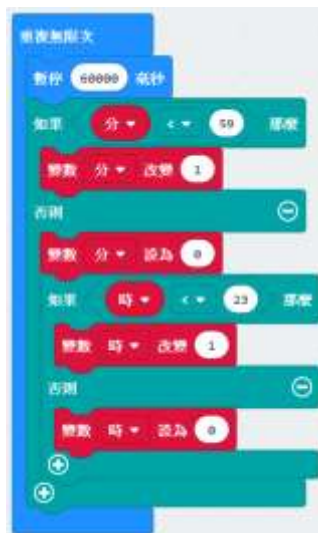 重複無限次
暫停 60000 毫秒
如果 分 < 59 那麼
變數 分 改變 1
否則
變數 分 設為 0
如果 時 < 23 那麼
變數 時 改變 1
否則
變數 時 設為 0